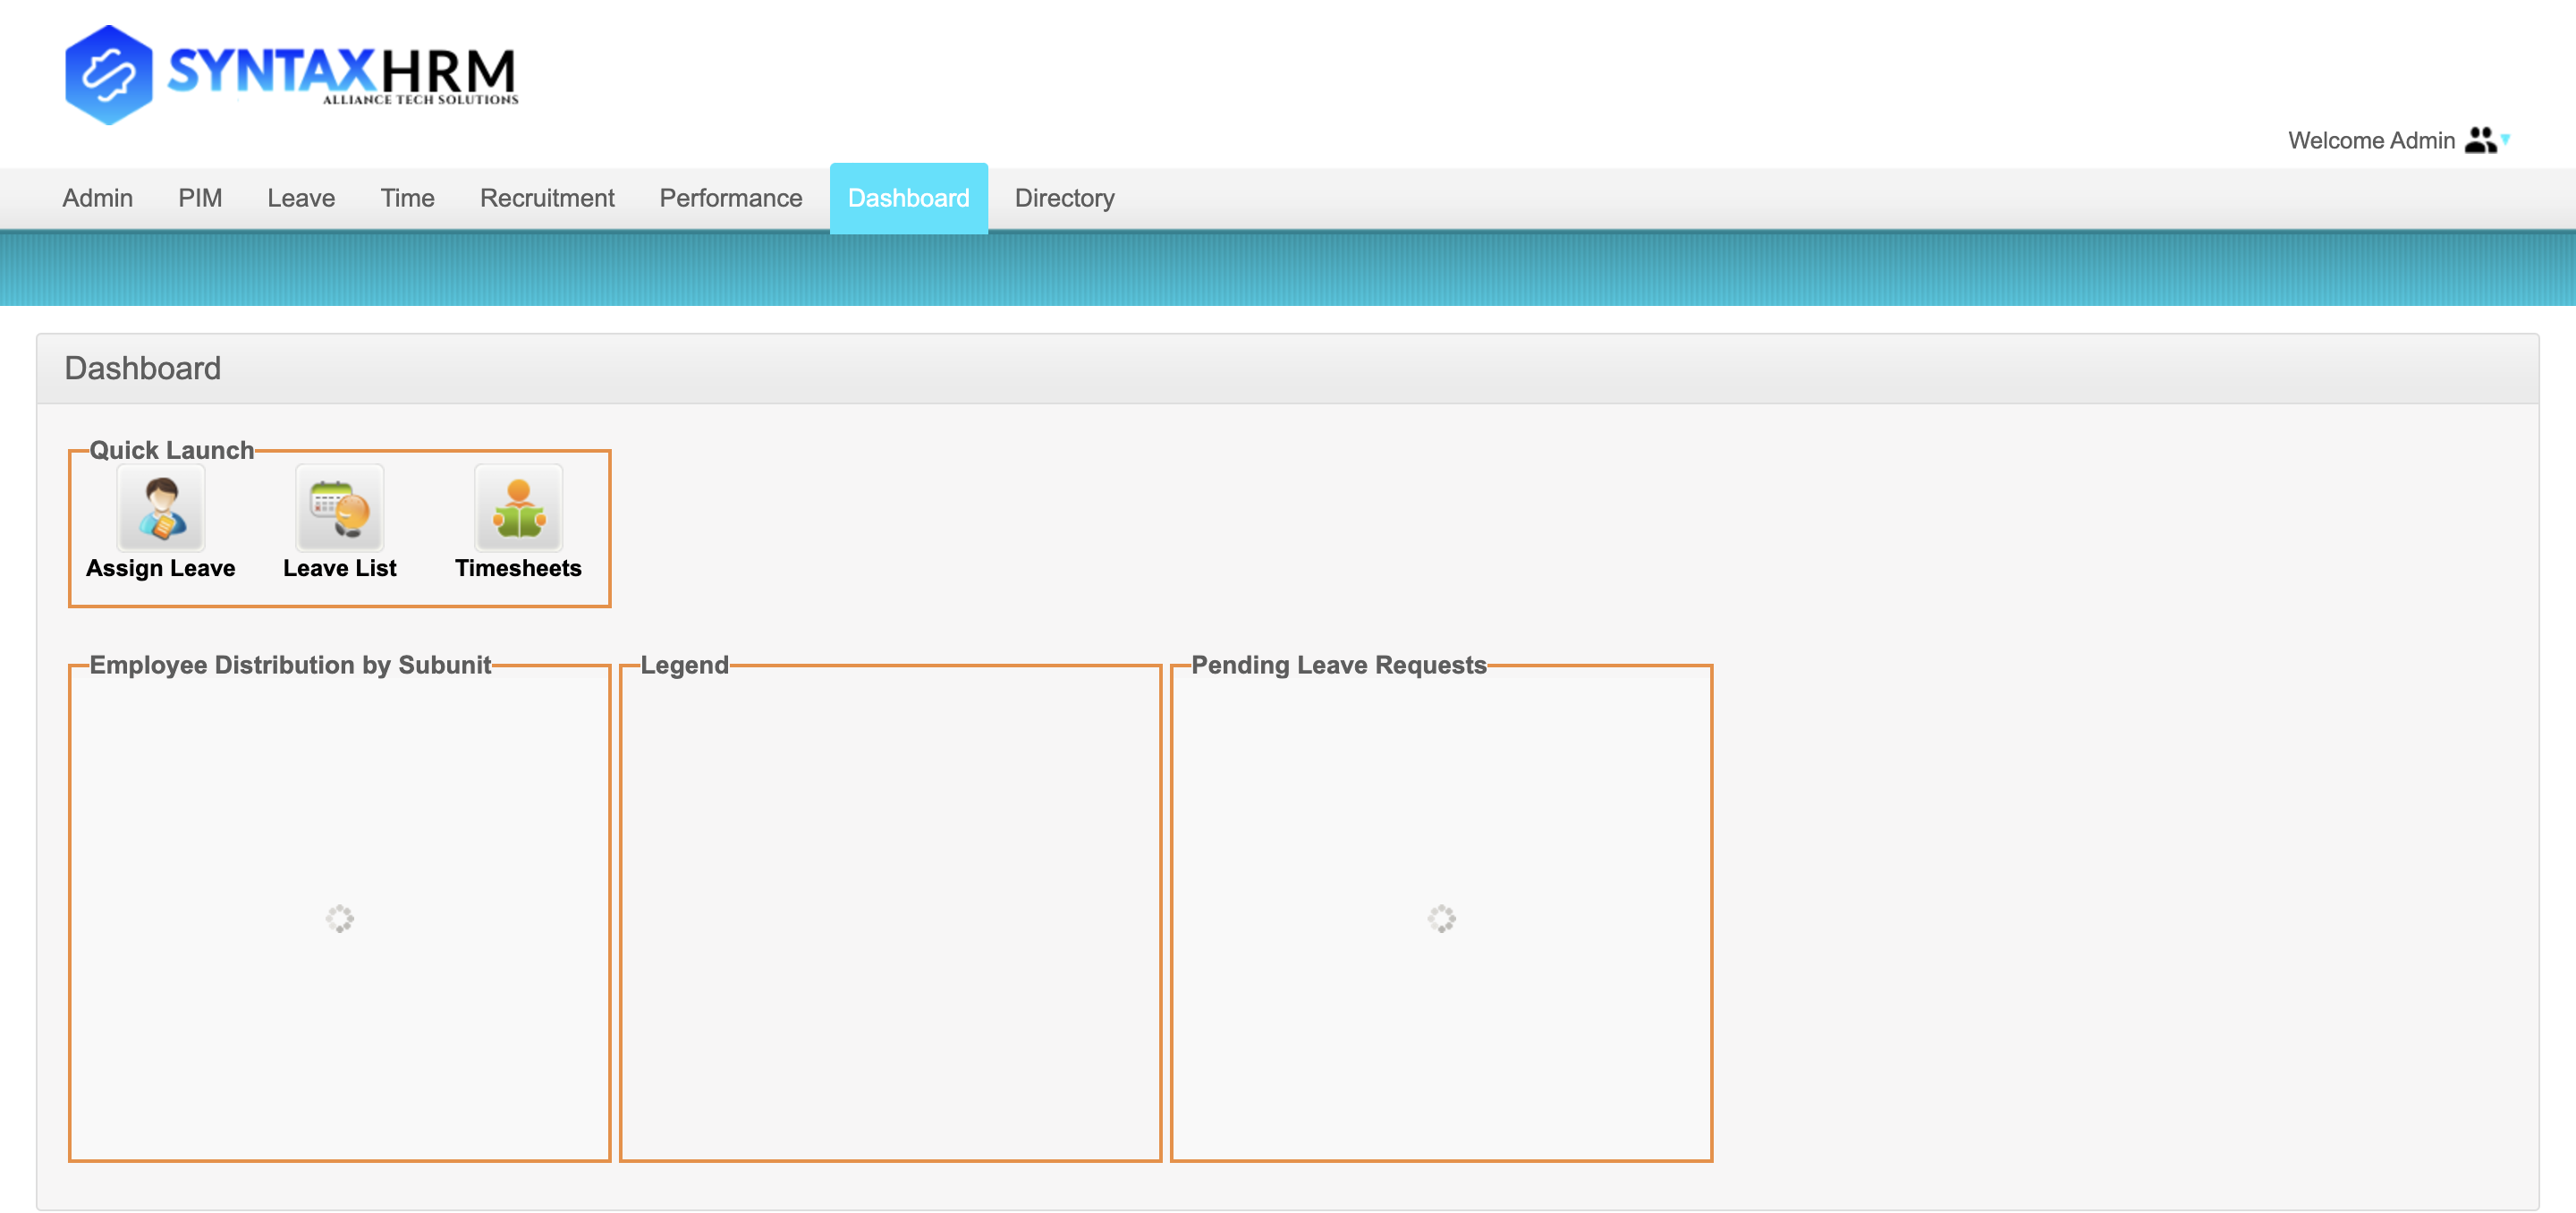 SYNTAXHRM
ALLIANCE TECH SOLUTIONS
Welcome Admin
Admin PIM Leave Time Recruitment Performance Dashboard Directory
Dashboard
Quick Launch
Assign Leave Leave List Timesheets
Employee Distribution by Subunit Legend Pending Leave Requests